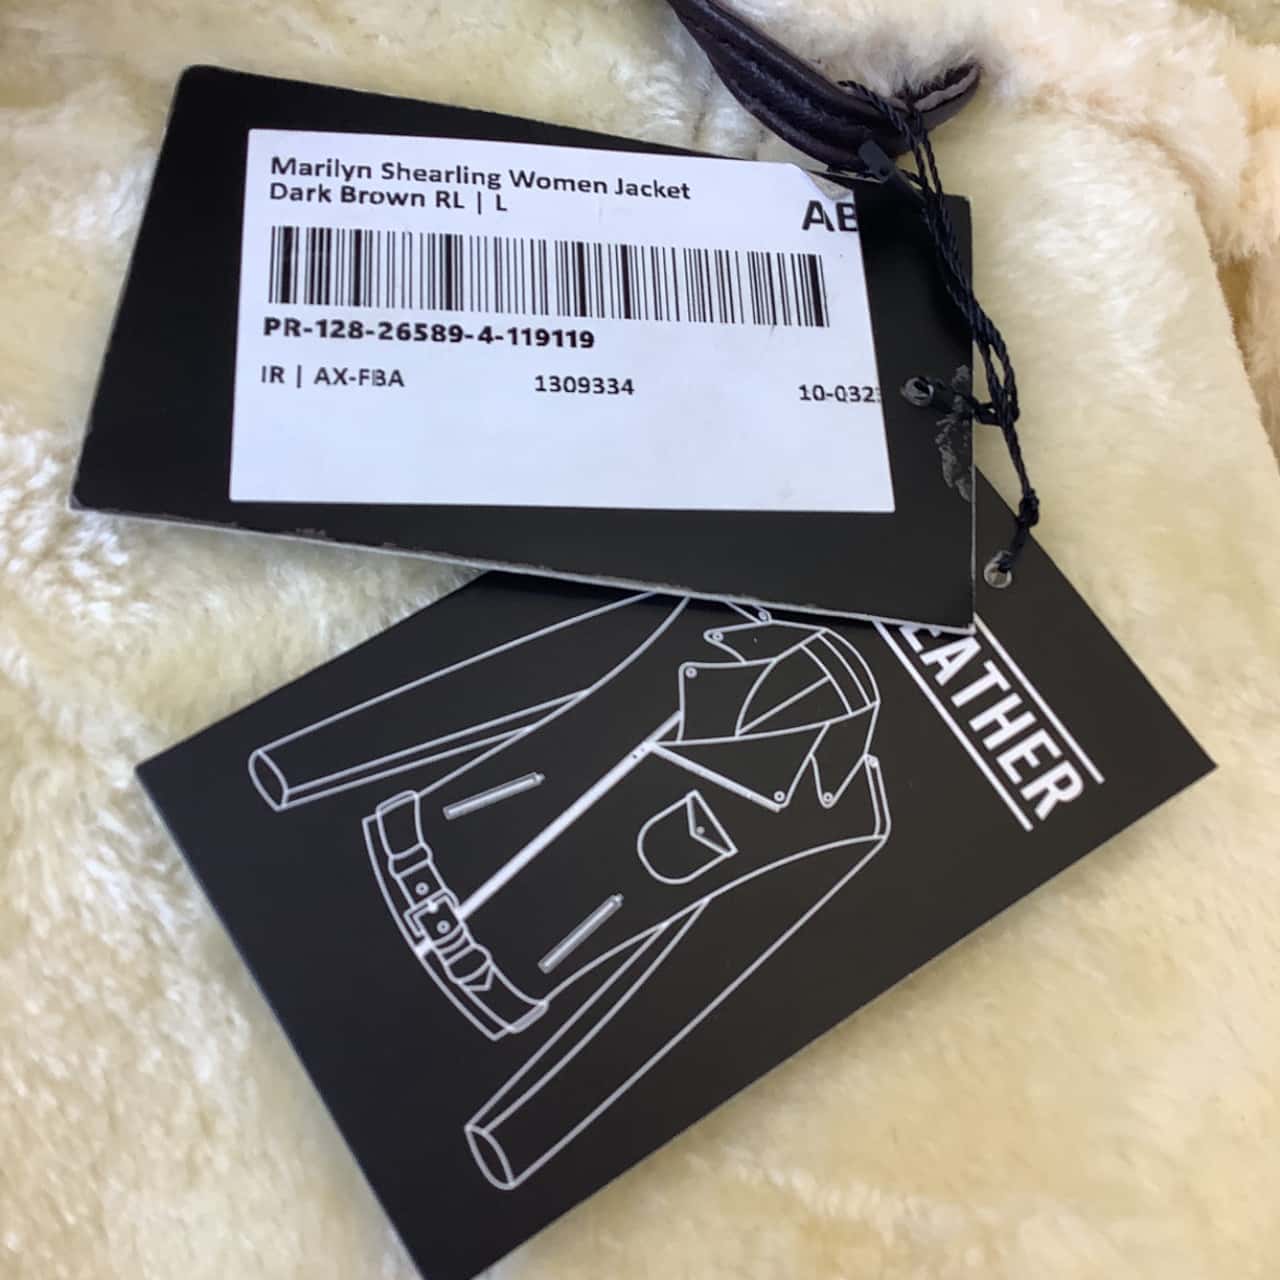 Marilyn Shearling Women Jacket
Dark Brown RL | L
AB
PR-128-26589-4-119119
IR | AX-FBA 1309334 10-0323
EATHER